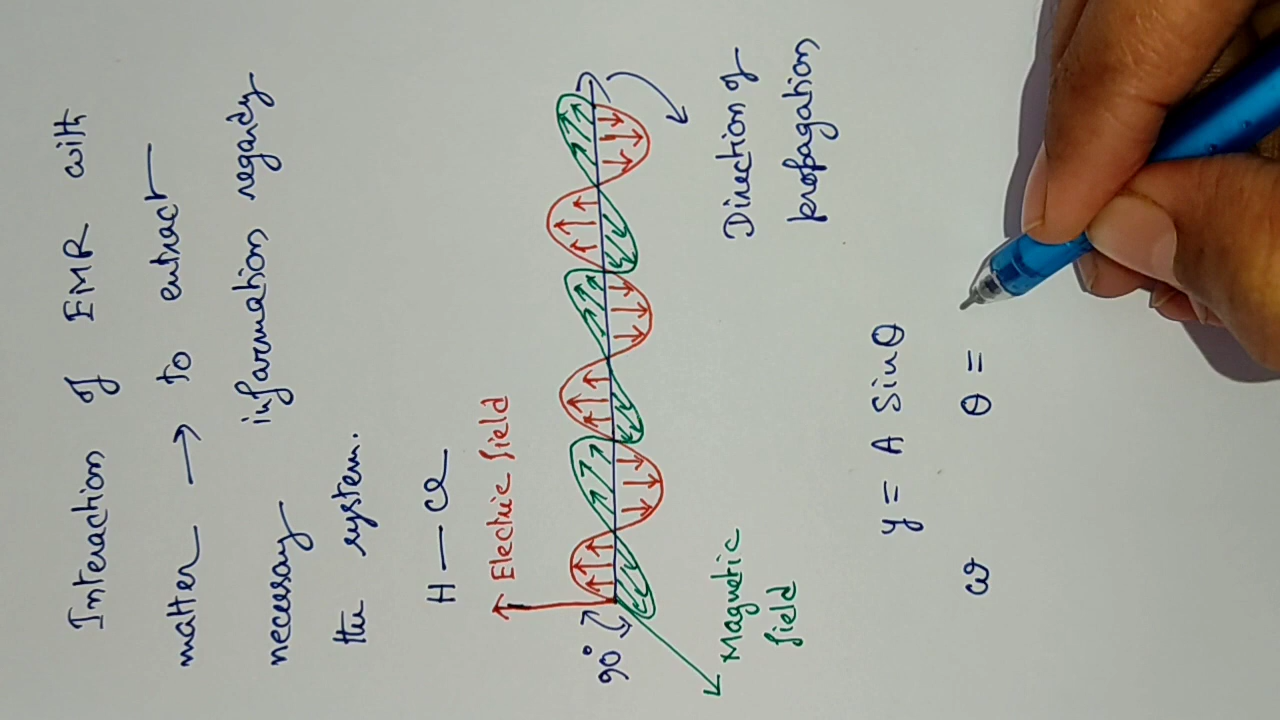 Interaction of EMR with
matter → to extract
necessary information regardy
the system.
H — Cl
Electric field
90°
Magnetic
field
Direction of
propagation
y = A Sinθ
ω θ =